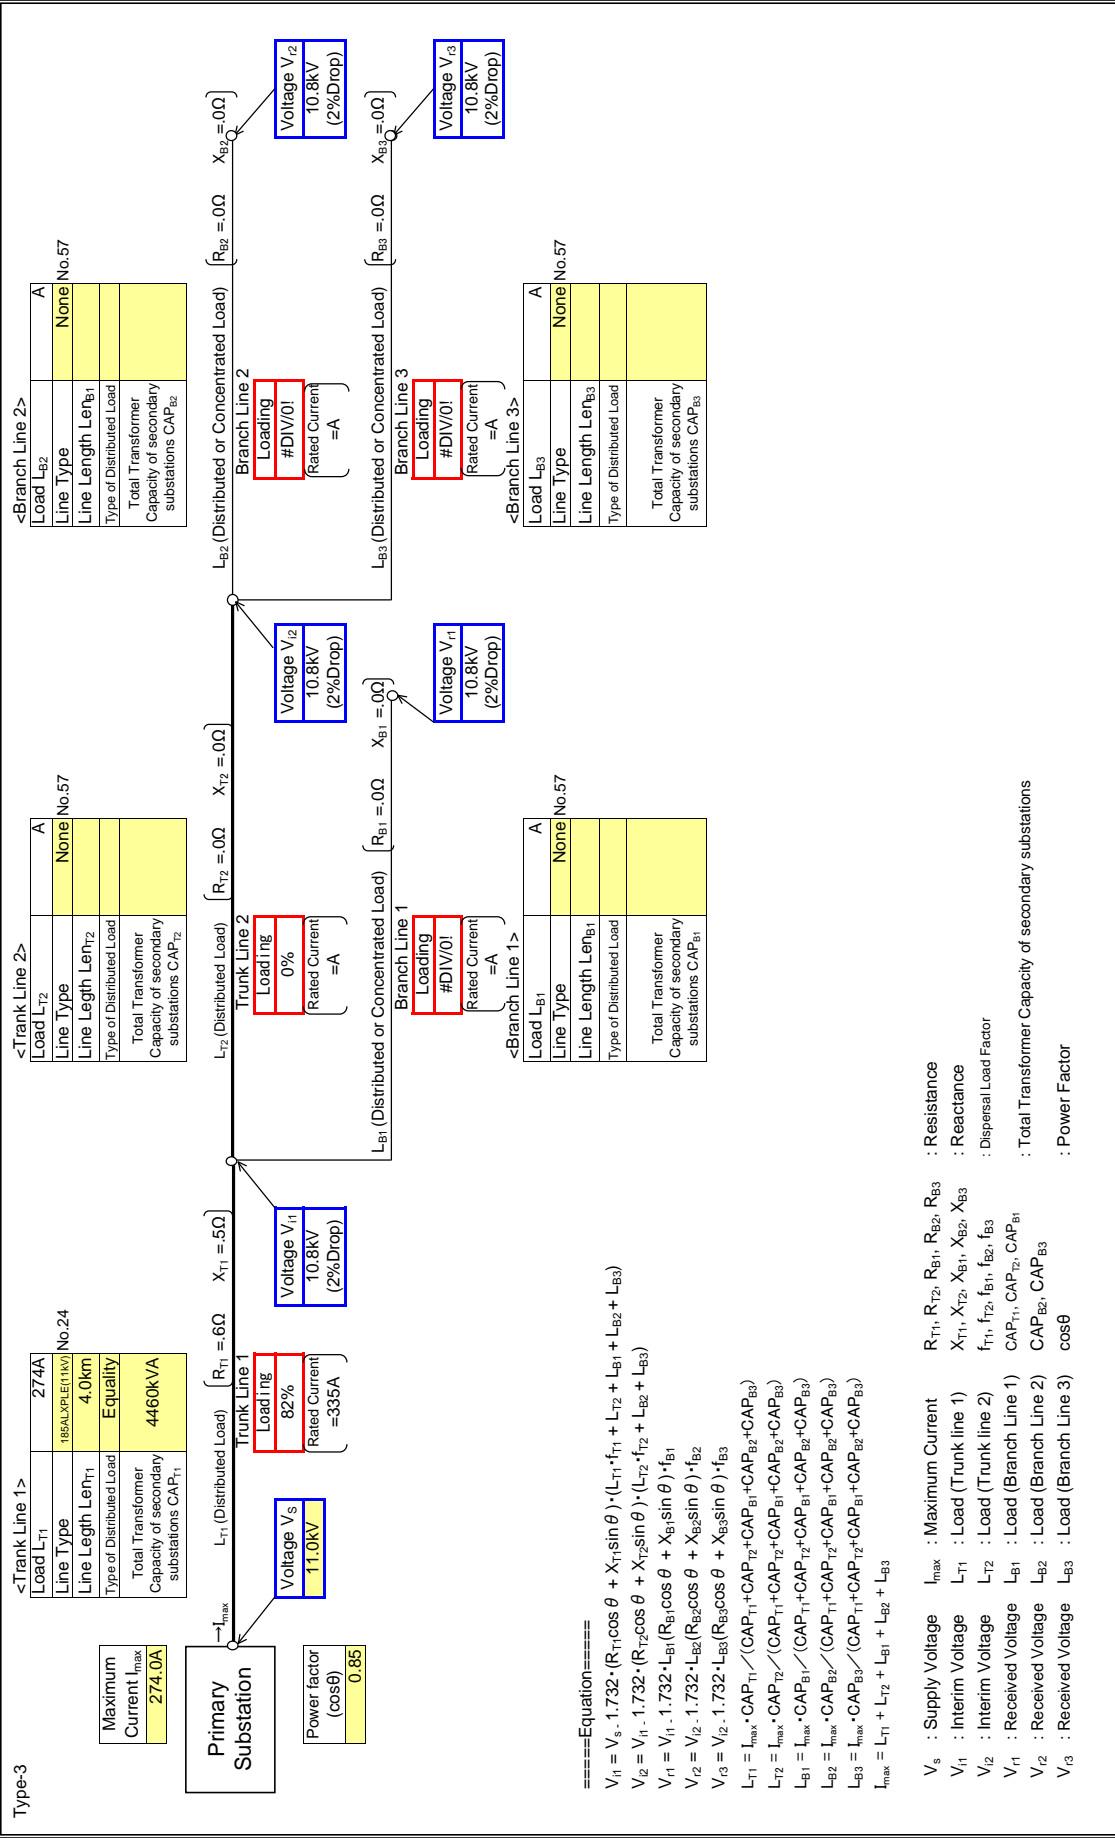 Type-3
Maximum
Current Imax
274.0A
Primary
Substation
Power factor
(cosθ)
0.85
→Imax
Voltage VS
11.0kV
<Trank Line 1>
Load LT1 274A
Line Type 185ALXPLE(11kV) No.24
Line Legth LenT1 4.0km
Type of Distributed Load Equality
Total Transformer
Capacity of secondary
substations CAPT1
4460kVA
LT1 (Distributed Load) RT1 =.6Ω XT1 =.5Ω
Trunk Line 1
Loading
82%
Rated Current
=335A
Voltage Vi1
10.8kV
(2%Drop)
<Trank Line 2>
Load LT2 A
Line Type None No.57
Line Legth LenT2
Type of Distributed Load
Total Transformer
Capacity of secondary
substations CAPT2
LT2 (Distributed Load) RT2 =.0Ω XT2 =.0Ω
Trunk Line 2
Loading
0%
Rated Current
=A
Voltage Vi2
10.8kV
(2%Drop)
LB1 (Distributed or Concentrated Load) RB1 =.0Ω XB1 =.0Ω
Branch Line 1
Loading
#DIV/0!
Rated Current
=A
Voltage Vr1
10.8kV
(2%Drop)
<Branch Line 1>
Load LB1 A
Line Type None No.57
Line Length LenB1
Type of Distributed Load
Total Transformer
Capacity of secondary
substations CAPB1
<Branch Line 2>
Load LB2 A
Line Type None No.57
Line Length LenB1
Type of Distributed Load
Total Transformer
Capacity of secondary
substations CAPB2
LB2 (Distributed or Concentrated Load) RB2 =.0Ω XB2 =.0Ω
Branch Line 2
Loading
#DIV/0!
Rated Current
=A
Voltage Vr2
10.8kV
(2%Drop)
LB3 (Distributed or Concentrated Load) RB3 =.0Ω XB3 =.0Ω
Branch Line 3
Loading
#DIV/0!
Rated Current
=A
Voltage Vr3
10.8kV
(2%Drop)
<Branch Line 3>
Load LB3 A
Line Type None No.57
Line Length LenB3
Type of Distributed Load
Total Transformer
Capacity of secondary
substations CAPB3
=====Equation=====
Vi1 = Vs - 1.732・(RT1cosθ + XT1sinθ)・(LT1・fT1 + LT2 + LB1 + LB2 + LB3)
Vi2 = Vi1 - 1.732・(RT2cosθ + XT2sinθ)・(LT2・fT2 + LB2 + LB3)
Vr1 = Vi1 - 1.732・LB1(RB1cosθ + XB1sinθ)・fB1
Vr2 = Vi2 - 1.732・LB2(RB2cosθ + XB2sinθ)・fB2
Vr3 = Vi2 - 1.732・LB3(RB3cosθ + XB3sinθ)・fB3
LT1 = Imax・CAPT1／(CAPT1+CAPT2+CAPB1+CAPB2+CAPB3)
LT2 = Imax・CAPT2／(CAPT1+CAPT2+CAPB1+CAPB2+CAPB3)
LB1 = Imax・CAPB1／(CAPT1+CAPT2+CAPB1+CAPB2+CAPB3)
LB2 = Imax・CAPB2／(CAPT1+CAPT2+CAPB1+CAPB2+CAPB3)
LB3 = Imax・CAPB3／(CAPT1+CAPT2+CAPB1+CAPB2+CAPB3)
Imax = LT1 + LT2 + LB1 + LB2 + LB3
Vs : Supply Voltage Imax : Maximum Current RT1, RT2, RB1, RB2, RB3 : Resistance
Vi1 : Interim Voltage LT1 : Load (Trunk line 1) XT1, XT2, XB1, XB2, XB3 : Reactance
Vi2 : Interim Voltage LT2 : Load (Trunk line 2) fT1, fT2, fB1, fB2, fB3 : Dispersal Load Factor
Vr1 : Received Voltage LB1 : Load (Branch Line 1) CAPT1, CAPT2, CAPB1
Vr2 : Received Voltage LB2 : Load (Branch Line 2) CAPB2, CAPB3 : Total Transformer Capacity of secondary substations
Vr3 : Received Voltage LB3 : Load (Branch Line 3) cosθ : Power Factor